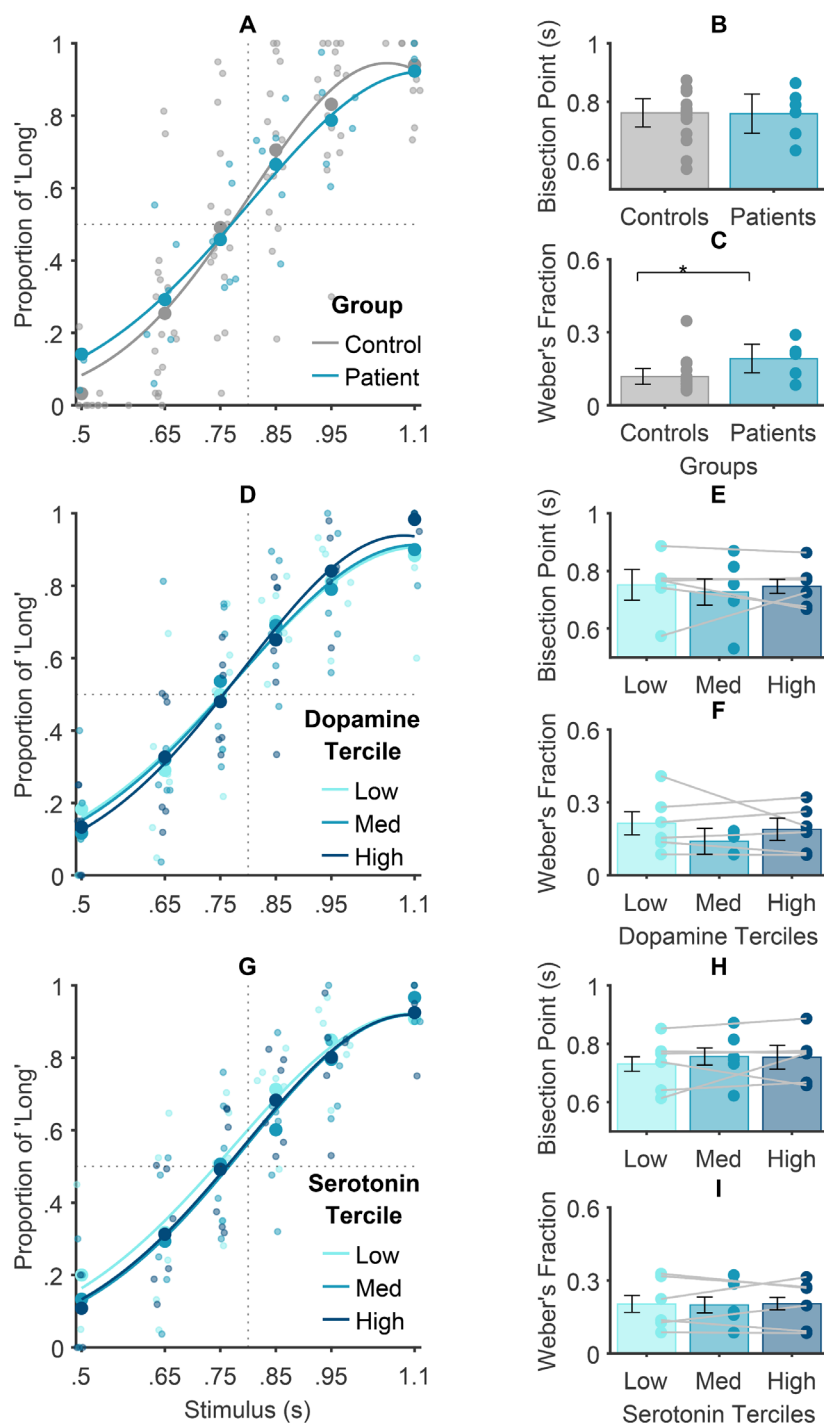 A
Proportion of 'Long'
1
.8
.6
.4
.2
0
.5
.65
.75
.85
.95
1.1
Group
Control
Patient
B
Bisection Point (s)
1
0.8
0.6
Controls
Patients
C
Weber's Fraction
0.6
0.3
0
*
Controls
Patients
Groups
D
Proportion of 'Long'
1
.8
.6
.4
.2
0
.5
.65
.75
.85
.95
1.1
Dopamine
Tercile
Low
Med
High
E
Bisection Point (s)
1
0.8
0.6
Low
Med
High
F
Weber's Fraction
0.6
0.3
0
Low
Med
High
Dopamine Terciles
G
Proportion of 'Long'
1
.8
.6
.4
.2
0
.5
.65
.75
.85
.95
1.1
Stimulus (s)
Serotonin
Tercile
Low
Med
High
H
Bisection Point (s)
1
0.8
0.6
Low
Med
High
I
Weber's Fraction
0.6
0.3
0
Low
Med
High
Serotonin Terciles